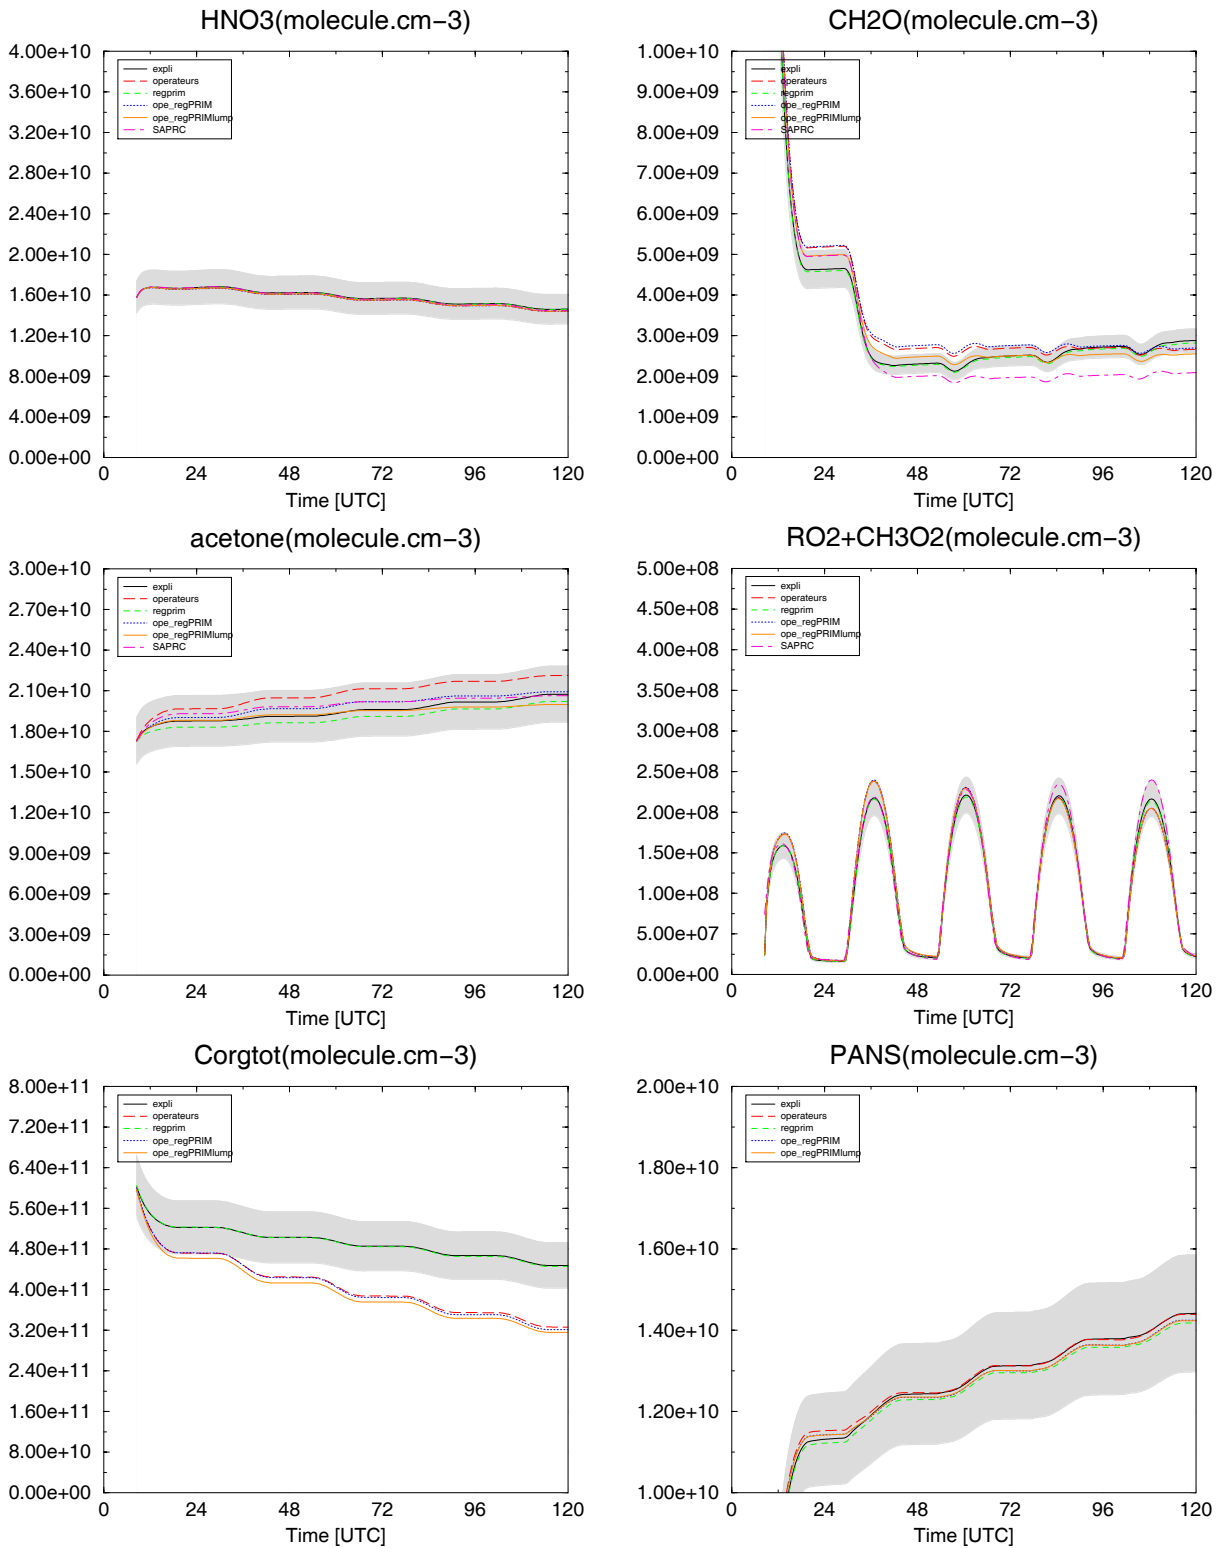 HNO3(molecule.cm−3)
4.00e+10
3.60e+10
3.20e+10
2.80e+10
2.40e+10
2.00e+10
1.60e+10
1.20e+10
8.00e+09
4.00e+09
0.00e+00
expli
operateurs
regprim
ope_regPRIM
ope_regPRIMlump
SAPRC
0 24 48 72 96 120
Time [UTC]
CH2O(molecule.cm−3)
1.00e+10
9.00e+09
8.00e+09
7.00e+09
6.00e+09
5.00e+09
4.00e+09
3.00e+09
2.00e+09
1.00e+09
0.00e+00
expli
operateurs
regprim
ope_regPRIM
ope_regPRIMlump
SAPRC
0 24 48 72 96 120
Time [UTC]
acetone(molecule.cm−3)
3.00e+10
2.70e+10
2.40e+10
2.10e+10
1.80e+10
1.50e+10
1.20e+10
9.00e+09
6.00e+09
3.00e+09
0.00e+00
expli
operateurs
regprim
ope_regPRIM
ope_regPRIMlump
SAPRC
0 24 48 72 96 120
Time [UTC]
RO2+CH3O2(molecule.cm−3)
5.00e+08
4.50e+08
4.00e+08
3.50e+08
3.00e+08
2.50e+08
2.00e+08
1.50e+08
1.00e+08
5.00e+07
0.00e+00
expli
operateurs
regprim
ope_regPRIM
ope_regPRIMlump
SAPRC
0 24 48 72 96 120
Time [UTC]
Corgtot(molecule.cm−3)
8.00e+11
7.20e+11
6.40e+11
5.60e+11
4.80e+11
4.00e+11
3.20e+11
2.40e+11
1.60e+11
8.00e+10
0.00e+00
expli
operateurs
regprim
ope_regPRIM
ope_regPRIMlump
0 24 48 72 96 120
Time [UTC]
PANS(molecule.cm−3)
2.00e+10
1.80e+10
1.60e+10
1.40e+10
1.20e+10
1.00e+10
expli
operateurs
regprim
ope_regPRIM
ope_regPRIMlump
0 24 48 72 96 120
Time [UTC]